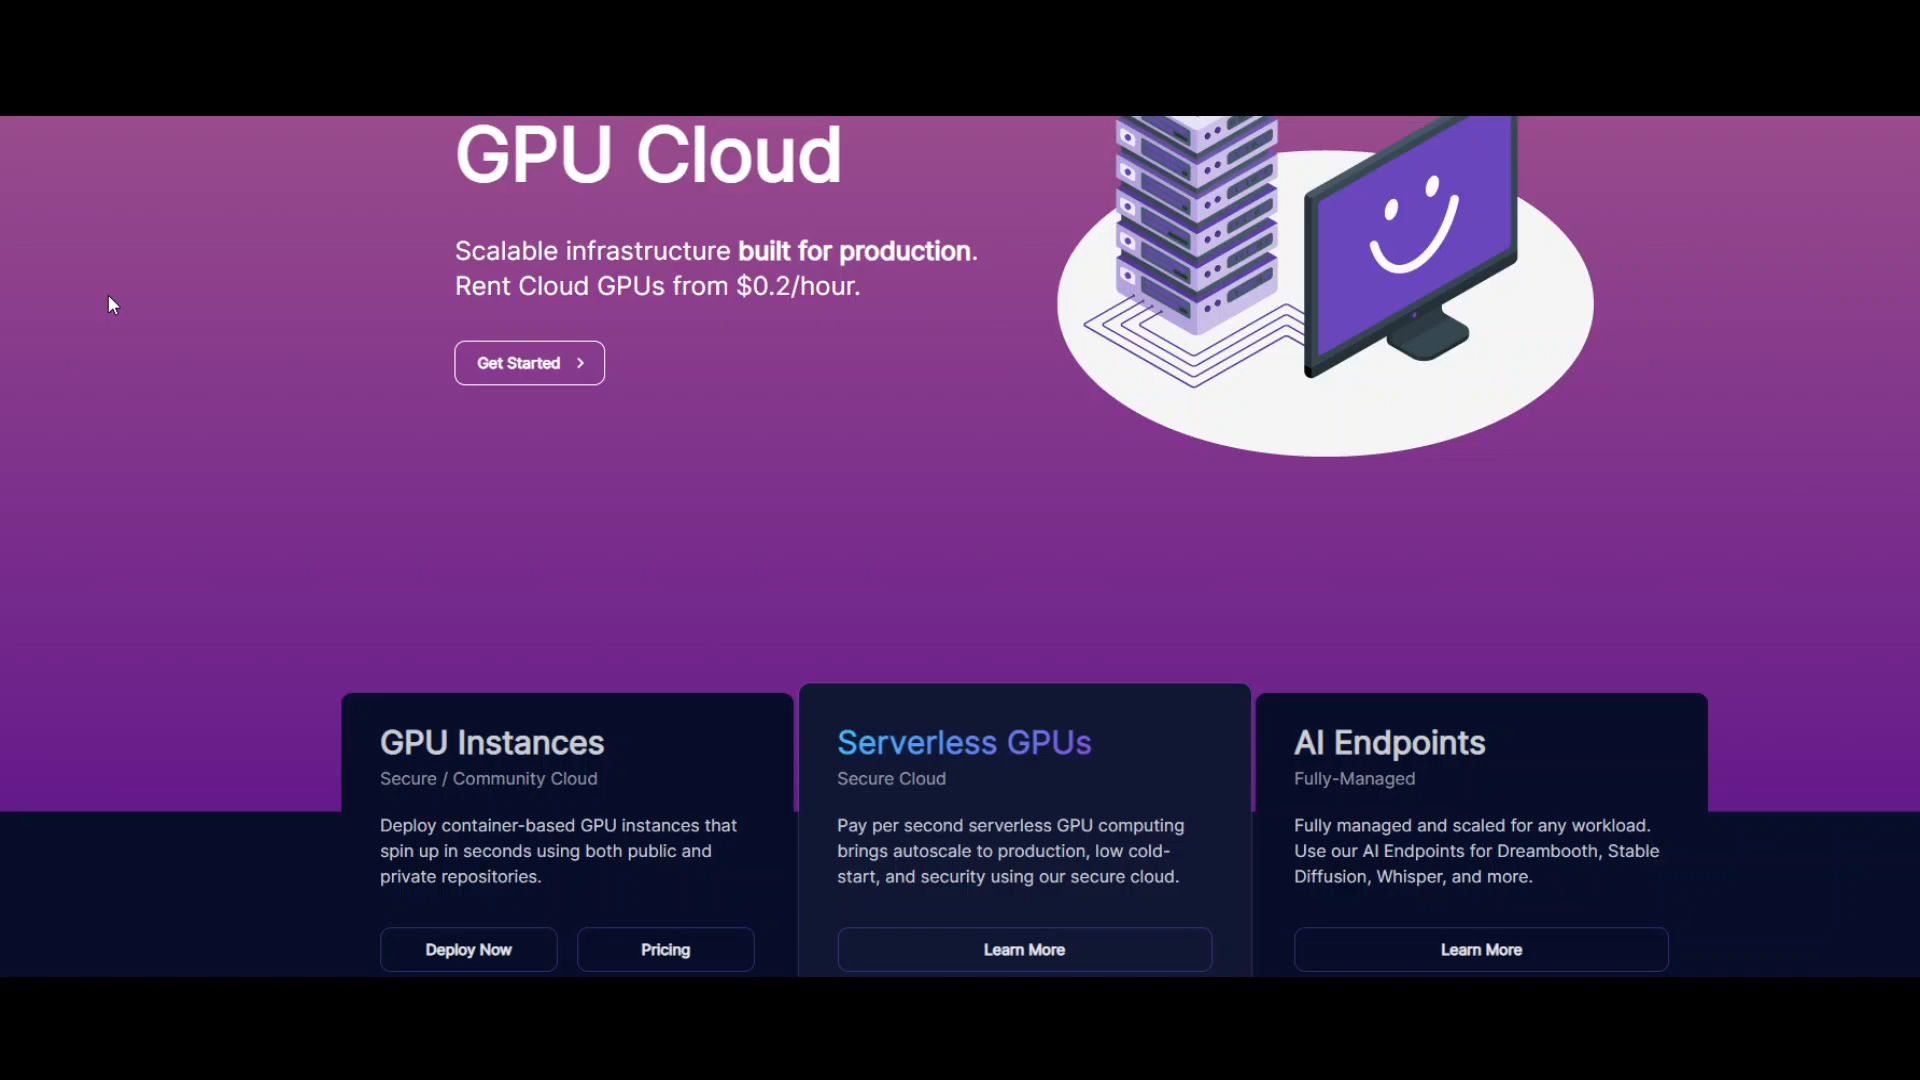 GPU Cloud
Scalable infrastructure built for production.
Rent Cloud GPUs from $0.2/hour.
Get Started
GPU Instances
Secure / Community Cloud
Deploy container-based GPU instances that
spin up in seconds using both public and
private repositories.
Deploy Now
Pricing
Serverless GPUs
Secure Cloud
Pay per second serverless GPU computing
brings autoscale to production, low cold-
start, and security using our secure cloud.
Learn More
AI Endpoints
Fully-Managed
Fully managed and scaled for any workload.
Use our AI Endpoints for Dreambooth, Stable
Diffusion, Whisper, and more.
Learn More